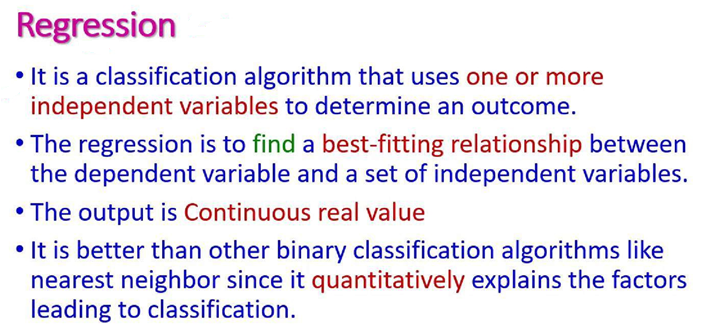 Regression
• It is a classification algorithm that uses one or more
independent variables to determine an outcome.
• The regression is to find a best-fitting relationship between
the dependent variable and a set of independent variables.
• The output is Continuous real value
• It is better than other binary classification algorithms like
nearest neighbor since it quantitatively explains the factors
leading to classification.